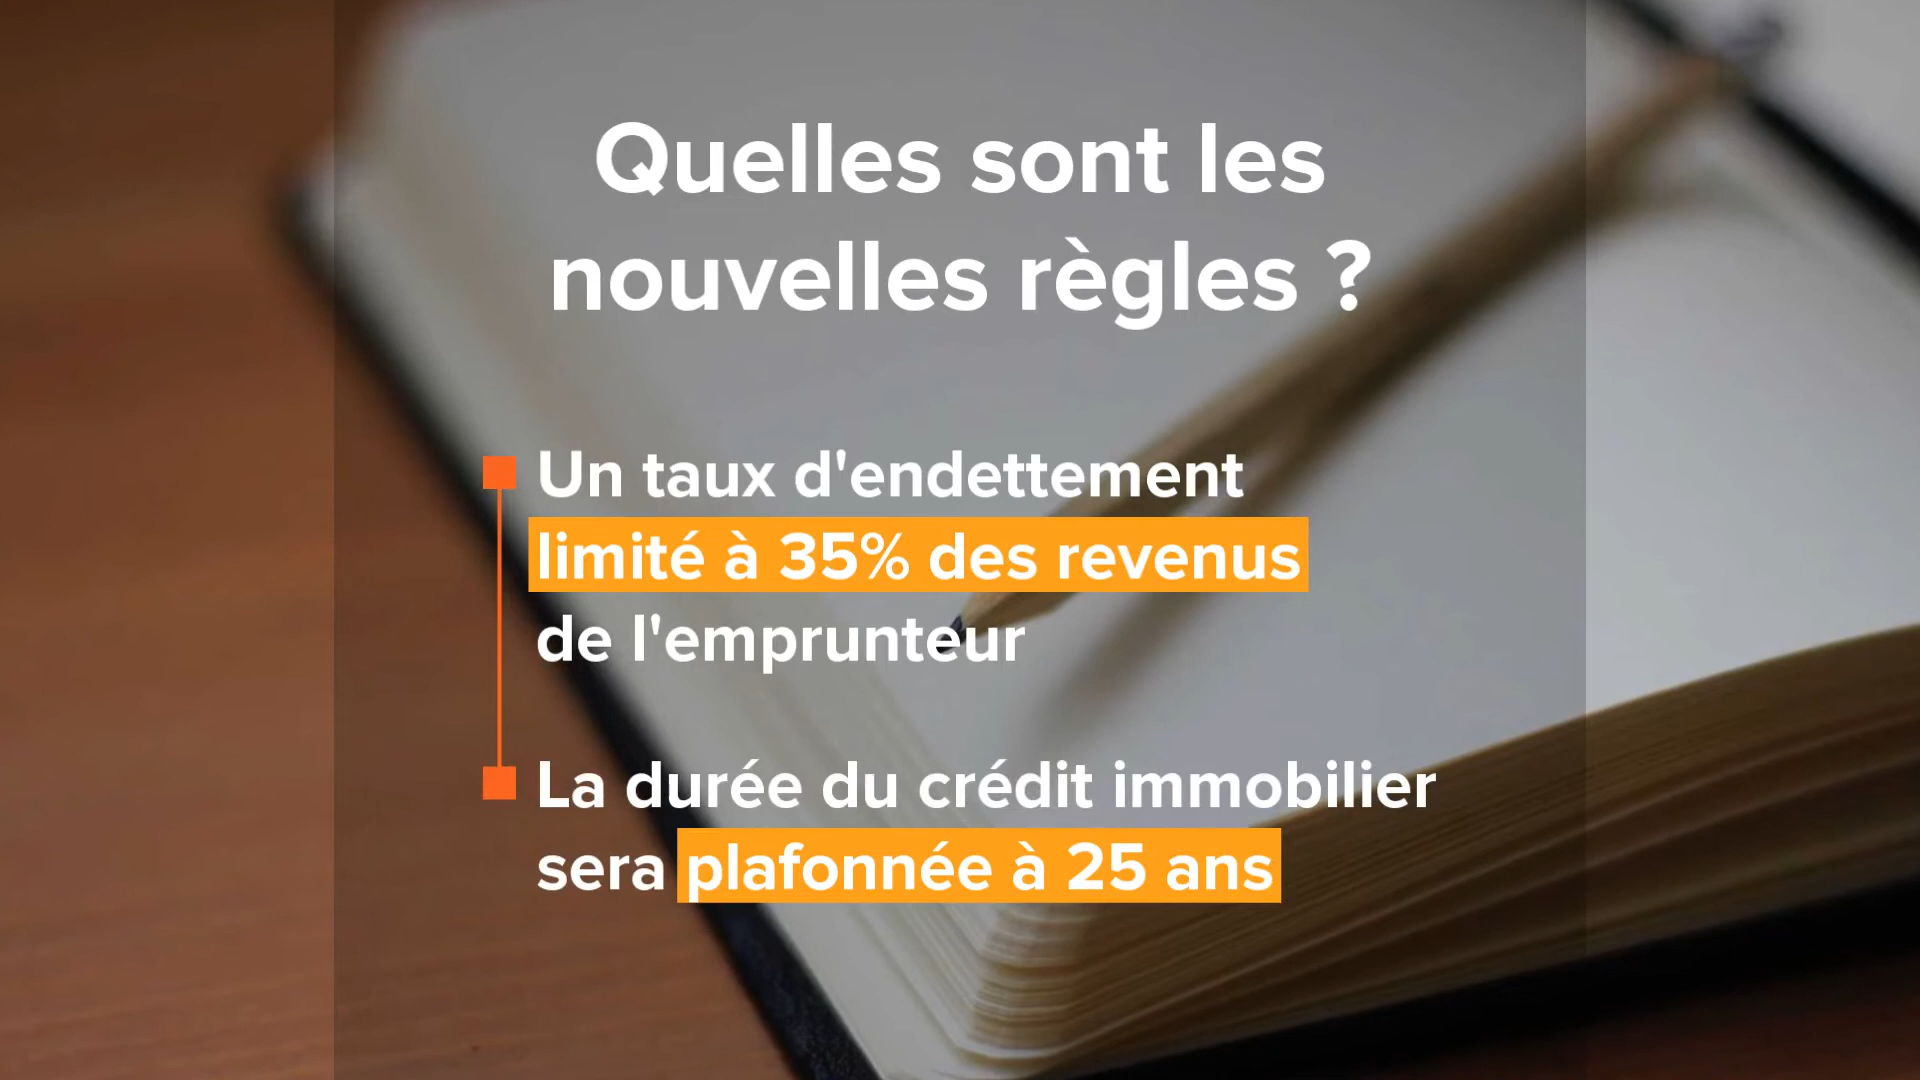 Quelles sont les
nouvelles règles ?
Un taux d'endettement
limité à 35% des revenus
de l'emprunteur
La durée du crédit immobilier
sera plafonnée à 25 ans